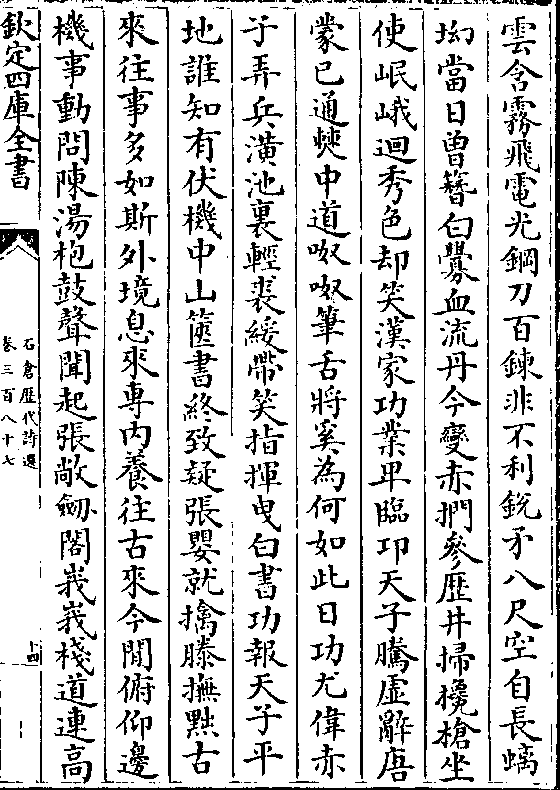 雲含霧飛電光鋼刀百鍊非不利銳矛八尺空自長螭
坳當日曽簪白釁血流丹今變赤捫參歷井掃欃槍坐
使岷峨迴秀色却笑漢家功業卑臨邛天子騰虛辭唐
蒙已通僰中道呶呶筆舌將奚為何如此日功尤偉赤
子弄兵潢池裏輕裘緩帶笑指揮曳白書功報天子平
地誰知有伏機中山篋書終致疑張嬰就擒滕撫黜古
來往事多如斯外境息來專內養往古來今閒俯仰邊
機事動問陳湯枹鼓聲聞起張敞劒閣峩峩棧道連高
欽定四庫全書
石倉歷代詩選
卷三百八十七
十四